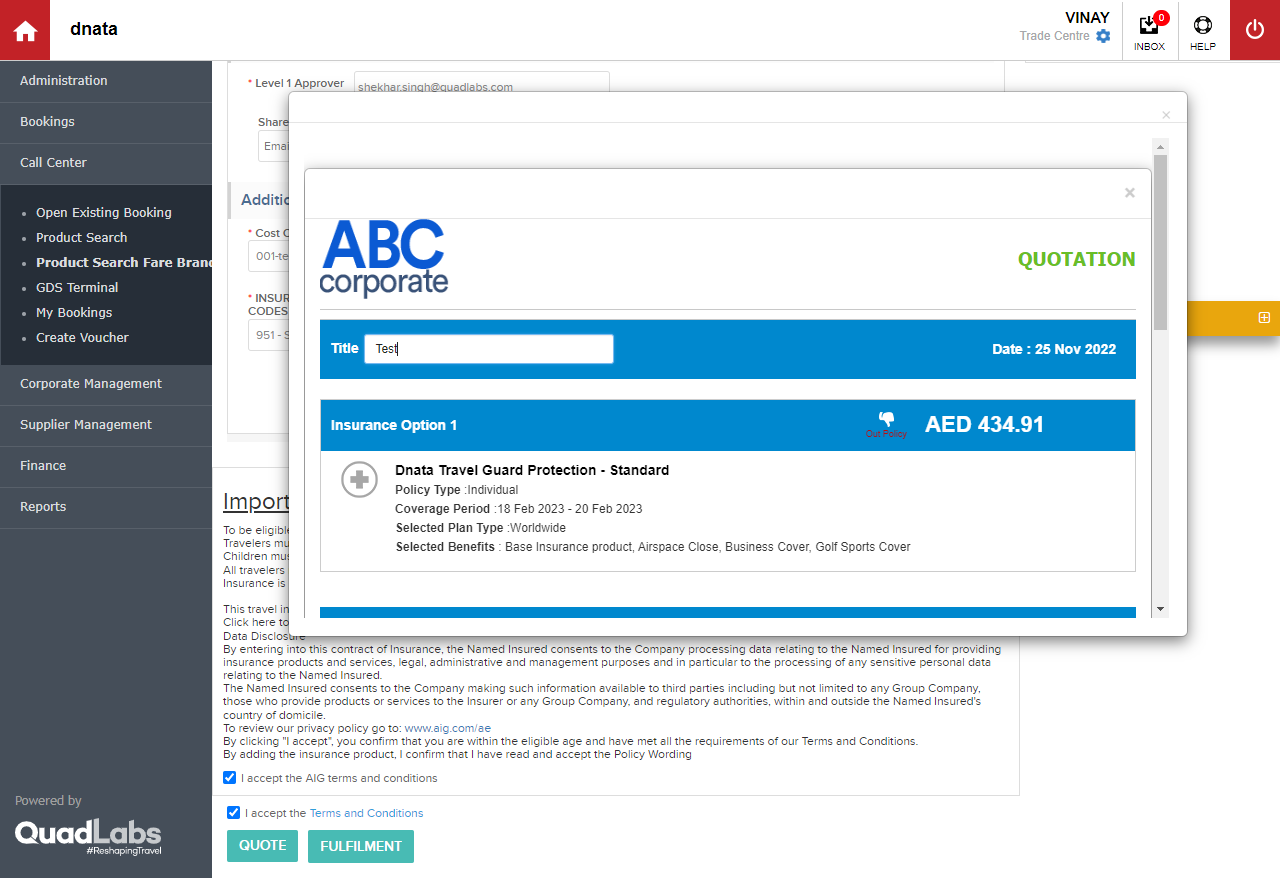 dnata
VINAY
Trade Centre
0
INBOX
HELP
Administration
Bookings
Call Center
Open Existing Booking
Product Search
Product Search Fare Brand
GDS Terminal
My Bookings
Create Voucher
Corporate Management
Supplier Management
Finance
Reports
Powered by
QuadLabs
#ReshapingTravel
* Level 1 Approver
shekhar.singh@quadlabs.com
Share
Emai
Additio
* Cost C
001-te
* INSUR
CODES
951 - S
×
×
ABC
corporate
QUOTATION
Title
Test
Date : 25 Nov 2022
Insurance Option 1
Out Policy
AED 434.91
Dnata Travel Guard Protection - Standard
Policy Type :Individual
Coverage Period :18 Feb 2023 - 20 Feb 2023
Selected Plan Type :Worldwide
Selected Benefits : Base Insurance product, Airspace Close, Business Cover, Golf Sports Cover
Import
To be eligible
Travelers mu
Children mus
All travelers
Insurance is
This travel in
Click here to
Data Disclosure
By entering into this contract of Insurance, the Named Insured consents to the Company processing data relating to the Named Insured for providing
insurance products and services, legal, administrative and management purposes and in particular to the processing of any sensitive personal data
relating to the Named Insured.
The Named Insured consents to the Company making such information available to third parties including but not limited to any Group Company,
those who provide products or services to the Insurer or any Group Company, and regulatory authorities, within and outside the Named Insured's
country of domicile.
To review our privacy policy go to: www.aig.com/ae
By clicking "I accept", you confirm that you are within the eligible age and have met all the requirements of our Terms and Conditions.
By adding the insurance product, I confirm that I have read and accept the Policy Wording
I accept the AIG terms and conditions
I accept the Terms and Conditions
QUOTE
FULFILMENT